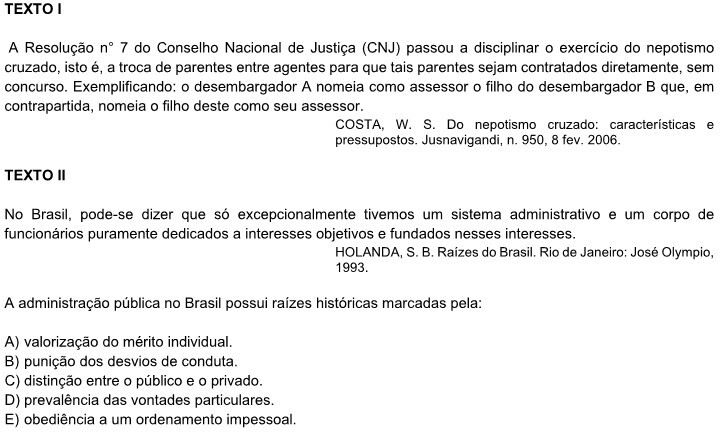 TEXTO I
A Resolução n° 7 do Conselho Nacional de Justiça (CNJ) passou a disciplinar o exercício do nepotismo
cruzado, isto é, a troca de parentes entre agentes para que tais parentes sejam contratados diretamente, sem
concurso. Exemplificando: o desembargador A nomeia como assessor o filho do desembargador B que, em
contrapartida, nomeia o filho deste como seu assessor.
COSTA, W. S. Do nepotismo cruzado: características e
pressupostos. Jusnavigandi, n. 950, 8 fev. 2006.
TEXTO II
No Brasil, pode-se dizer que só excepcionalmente tivemos um sistema administrativo e um corpo de
funcionários puramente dedicados a interesses objetivos e fundados nesses interesses.
HOLANDA, S. B. Raízes do Brasil. Rio de Janeiro: José Olympio,
1993.
A administração pública no Brasil possui raízes históricas marcadas pela:
A) valorização do mérito individual.
B) punição dos desvios de conduta.
C) distinção entre o público e o privado.
D) prevalência das vontades particulares.
E) obediência a um ordenamento impessoal.